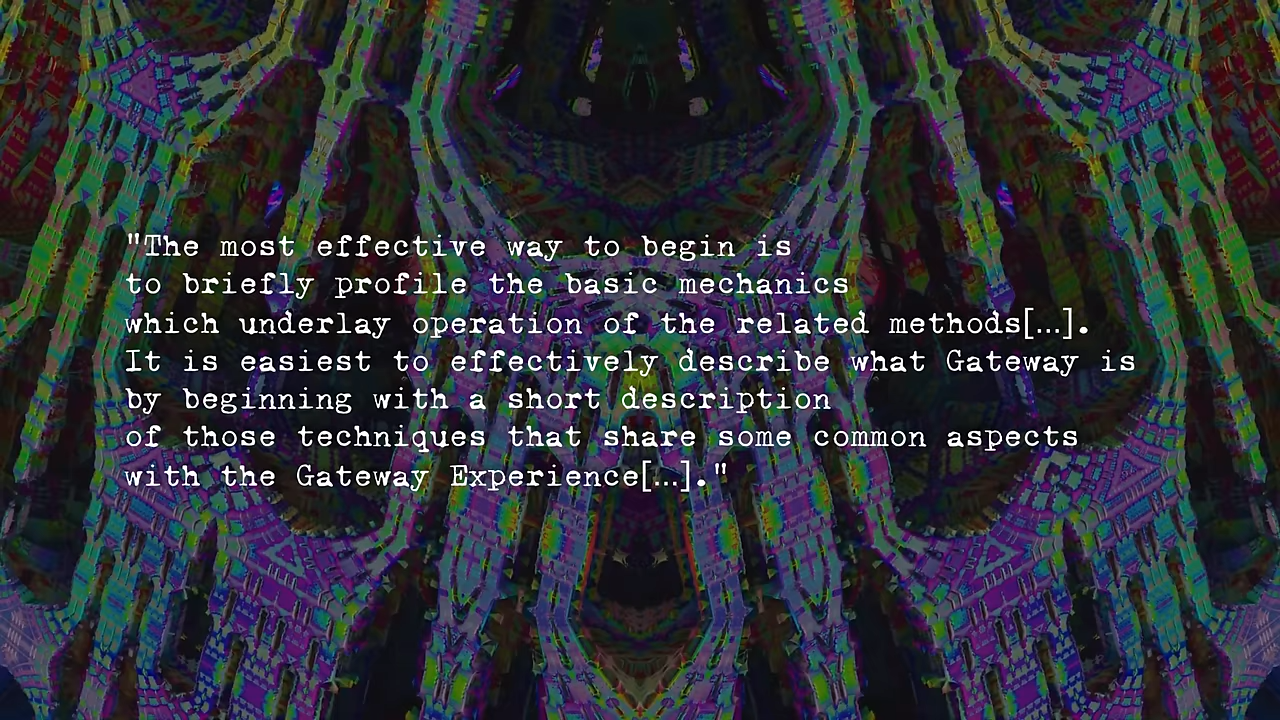 "The most effective way to begin is
to briefly profile the basic mechanics
which underlay operation of the related methods[...].
It is easiest to effectively describe what Gateway is
by beginning with a short description
of those techniques that share some common aspects
with the Gateway Experience[...]."